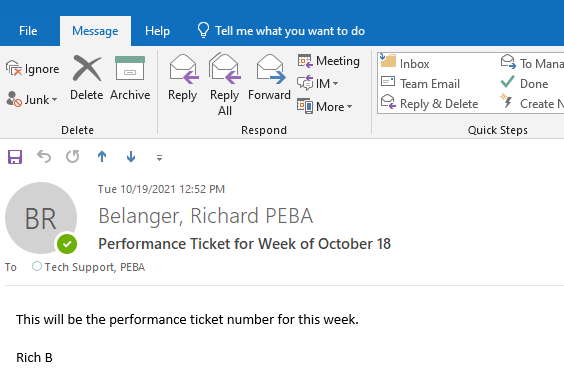 File Message Help Tell me what you want to do
Ignore
Junk
Delete
Archive
Delete
Reply
Reply All
Forward
Meeting
IM
More
Respond
Inbox
Team Email
Reply & Delete
To Mana
Done
Create N
Quick Steps
Tue 10/19/2021 12:52 PM
BR
Belanger, Richard PEBA
Performance Ticket for Week of October 18
To Tech Support, PEBA
This will be the performance ticket number for this week.
Rich B